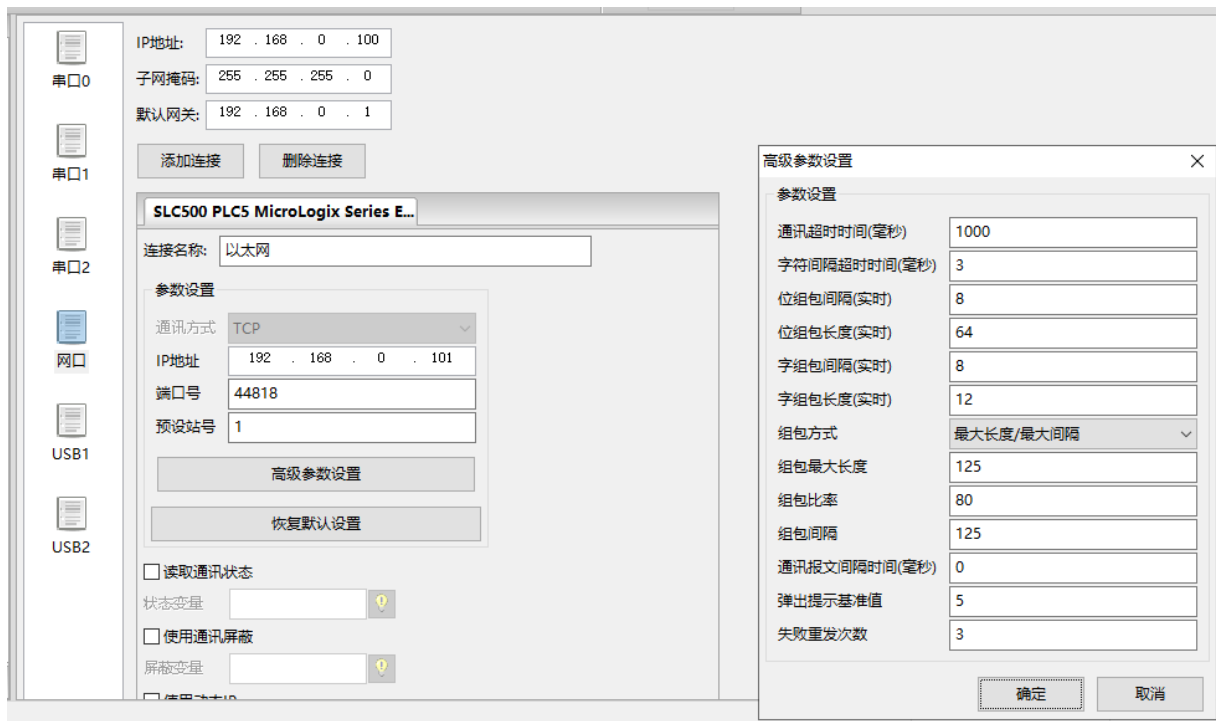 串口0
串口1
串口2
网口
USB1
USB2
IP地址: 192 . 168 . 0 . 100
子网掩码: 255 . 255 . 255 . 0
默认网关: 192 . 168 . 0 . 1
添加连接 删除连接
SLC500 PLC5 MicroLogix Series E...
连接名称: 以太网
参数设置
通讯方式 TCP
IP地址 192 . 168 . 0 . 101
端口号 44818
预设站号 1
高级参数设置
恢复默认设置
读取通讯状态
状态变量
使用通讯屏蔽
屏蔽变量
使用动态IP
高级参数设置
参数设置
通讯超时时间(毫秒) 1000
字符间隔超时时间(毫秒) 3
位组包间隔(实时) 8
位组包长度(实时) 64
字组包间隔(实时) 8
字组包长度(实时) 12
组包方式 最大长度/最大间隔
组包最大长度 125
组包比率 80
组包间隔 125
通讯报文间隔时间(毫秒) 0
弹出提示基准值 5
失败重发次数 3
确定 取消